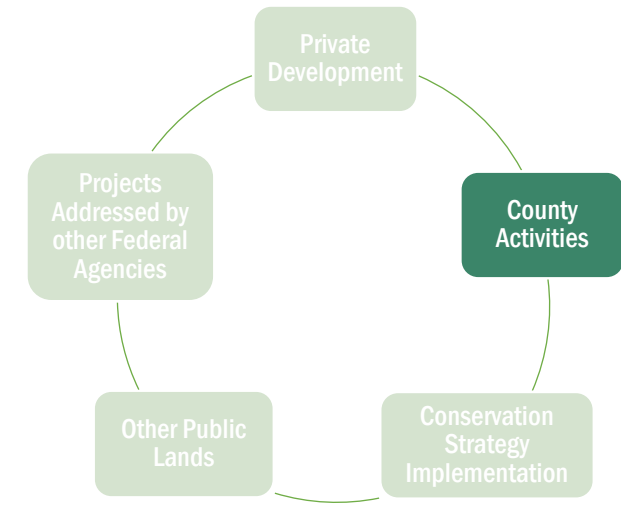 Private
Development
County
Activities
Conservation
Strategy
Implementation
Other Public
Lands
Projects
Addressed by
other Federal
Agencies